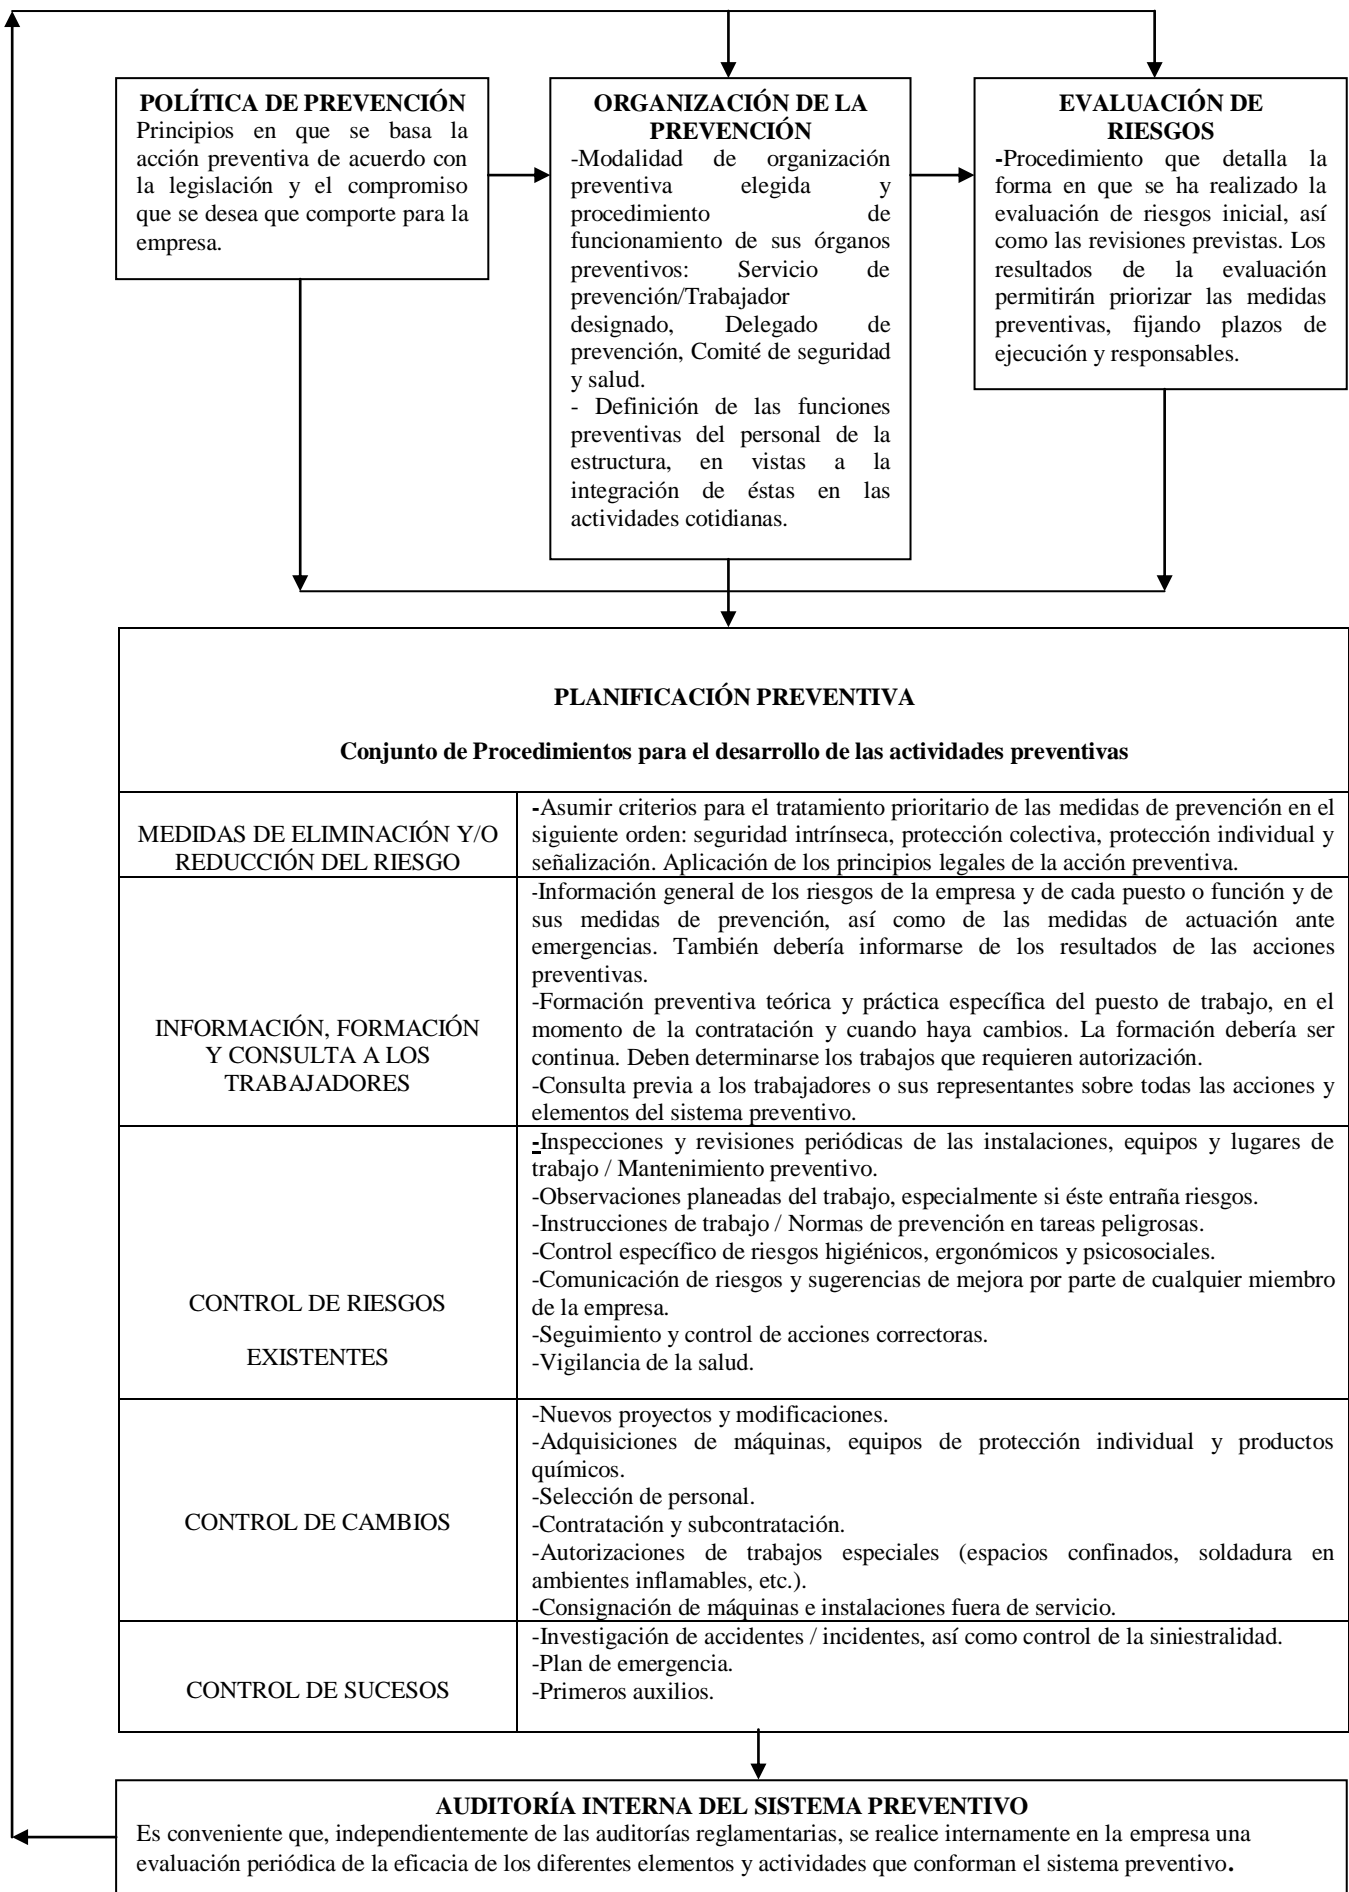 POLÍTICA DE PREVENCIÓN
Principios en que se basa la
acción preventiva de acuerdo con
la legislación y el compromiso
que se desea que comporte para la
empresa.
ORGANIZACIÓN DE LA
PREVENCIÓN
-Modalidad de organización
preventiva elegida y
procedimiento de
funcionamiento de sus órganos
preventivos: Servicio de
prevención/Trabajador
designado, Delegado de
prevención, Comité de seguridad
y salud.
- Definición de las funciones
preventivas del personal de la
estructura, en vistas a la
integración de éstas en las
actividades cotidianas.
EVALUACIÓN DE
RIESGOS
-Procedimiento que detalla la
forma en que se ha realizado la
evaluación de riesgos inicial, así
como las revisiones previstas. Los
resultados de la evaluación
permitirán priorizar las medidas
preventivas, fijando plazos de
ejecución y responsables.
PLANIFICACIÓN PREVENTIVA
Conjunto de Procedimientos para el desarrollo de las actividades preventivas
MEDIDAS DE ELIMINACIÓN Y/O
REDUCCIÓN DEL RIESGO
-Asumir criterios para el tratamiento prioritario de las medidas de prevención en el
siguiente orden: seguridad intrínseca, protección colectiva, protección individual y
señalización. Aplicación de los principios legales de la acción preventiva.
INFORMACIÓN, FORMACIÓN
Y CONSULTA A LOS
TRABAJADORES
-Información general de los riesgos de la empresa y de cada puesto o función y de
sus medidas de prevención, así como de las medidas de actuación ante
emergencias. También debería informarse de los resultados de las acciones
preventivas.
-Formación preventiva teórica y práctica específica del puesto de trabajo, en el
momento de la contratación y cuando haya cambios. La formación debería ser
continua. Deben determinarse los trabajos que requieren autorización.
-Consulta previa a los trabajadores o sus representantes sobre todas las acciones y
elementos del sistema preventivo.
CONTROL DE RIESGOS
EXISTENTES
-Inspecciones y revisiones periódicas de las instalaciones, equipos y lugares de
trabajo / Mantenimiento preventivo.
-Observaciones planeadas del trabajo, especialmente si éste entraña riesgos.
-Instrucciones de trabajo / Normas de prevención en tareas peligrosas.
-Control específico de riesgos higiénicos, ergonómicos y psicosociales.
-Comunicación de riesgos y sugerencias de mejora por parte de cualquier miembro
de la empresa.
-Seguimiento y control de acciones correctoras.
-Vigilancia de la salud.
CONTROL DE CAMBIOS
-Nuevos proyectos y modificaciones.
-Adquisiciones de máquinas, equipos de protección individual y productos
químicos.
-Selección de personal.
-Contratación y subcontratación.
-Autorizaciones de trabajos especiales (espacios confinados, soldadura en
ambientes inflamables, etc.).
-Consignación de máquinas e instalaciones fuera de servicio.
CONTROL DE SUCESOS
-Investigación de accidentes / incidentes, así como control de la siniestralidad.
-Plan de emergencia.
-Primeros auxilios.
AUDITORÍA INTERNA DEL SISTEMA PREVENTIVO
Es conveniente que, independientemente de las auditorías reglamentarias, se realice internamente en la empresa una
evaluación periódica de la eficacia de los diferentes elementos y actividades que conforman el sistema preventivo.